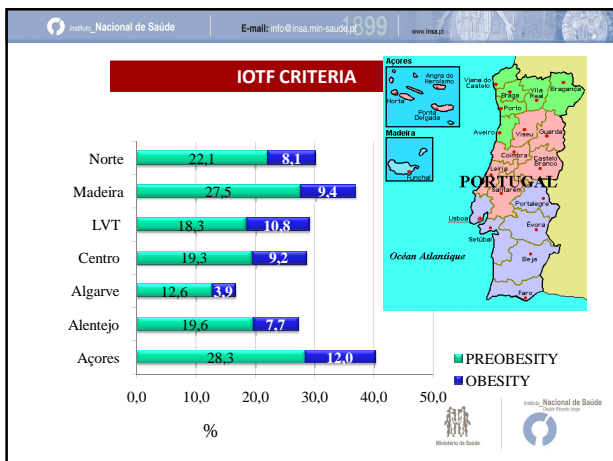 Instituto_Nacional de Saúde
E-mail: info@insa.min-saude.pt
1899
www.insa.pt
IOTF CRITERIA
Norte
22,1
8,1
Madeira
27,5
9,4
LVT
18,3
10,8
Centro
19,3
9,2
Algarve
12,6
3,9
Alentejo
19,6
7,7
Açores
28,3
12,0
0,0
10,0
20,0
30,0
40,0
50,0
%
PREOBESITY
OBESITY
Açores
Angra do
Heroísmo
Horta
Ponta
Delgada
Madeira
Funchal
Viana do
Castelo
Braga
Vila
Real
Bragança
Porto
Aveiro
Viseu
Guarda
Coimbra
Castelo
Branco
Leiria
PORTUGAL
Santarém
Portalegre
Lisboa
Setúbal
Évora
Beja
Océan Atlantique
Faro
Ministério da Saúde
Instituto_Nacional de Saúde
Doutor Ricardo Jorge